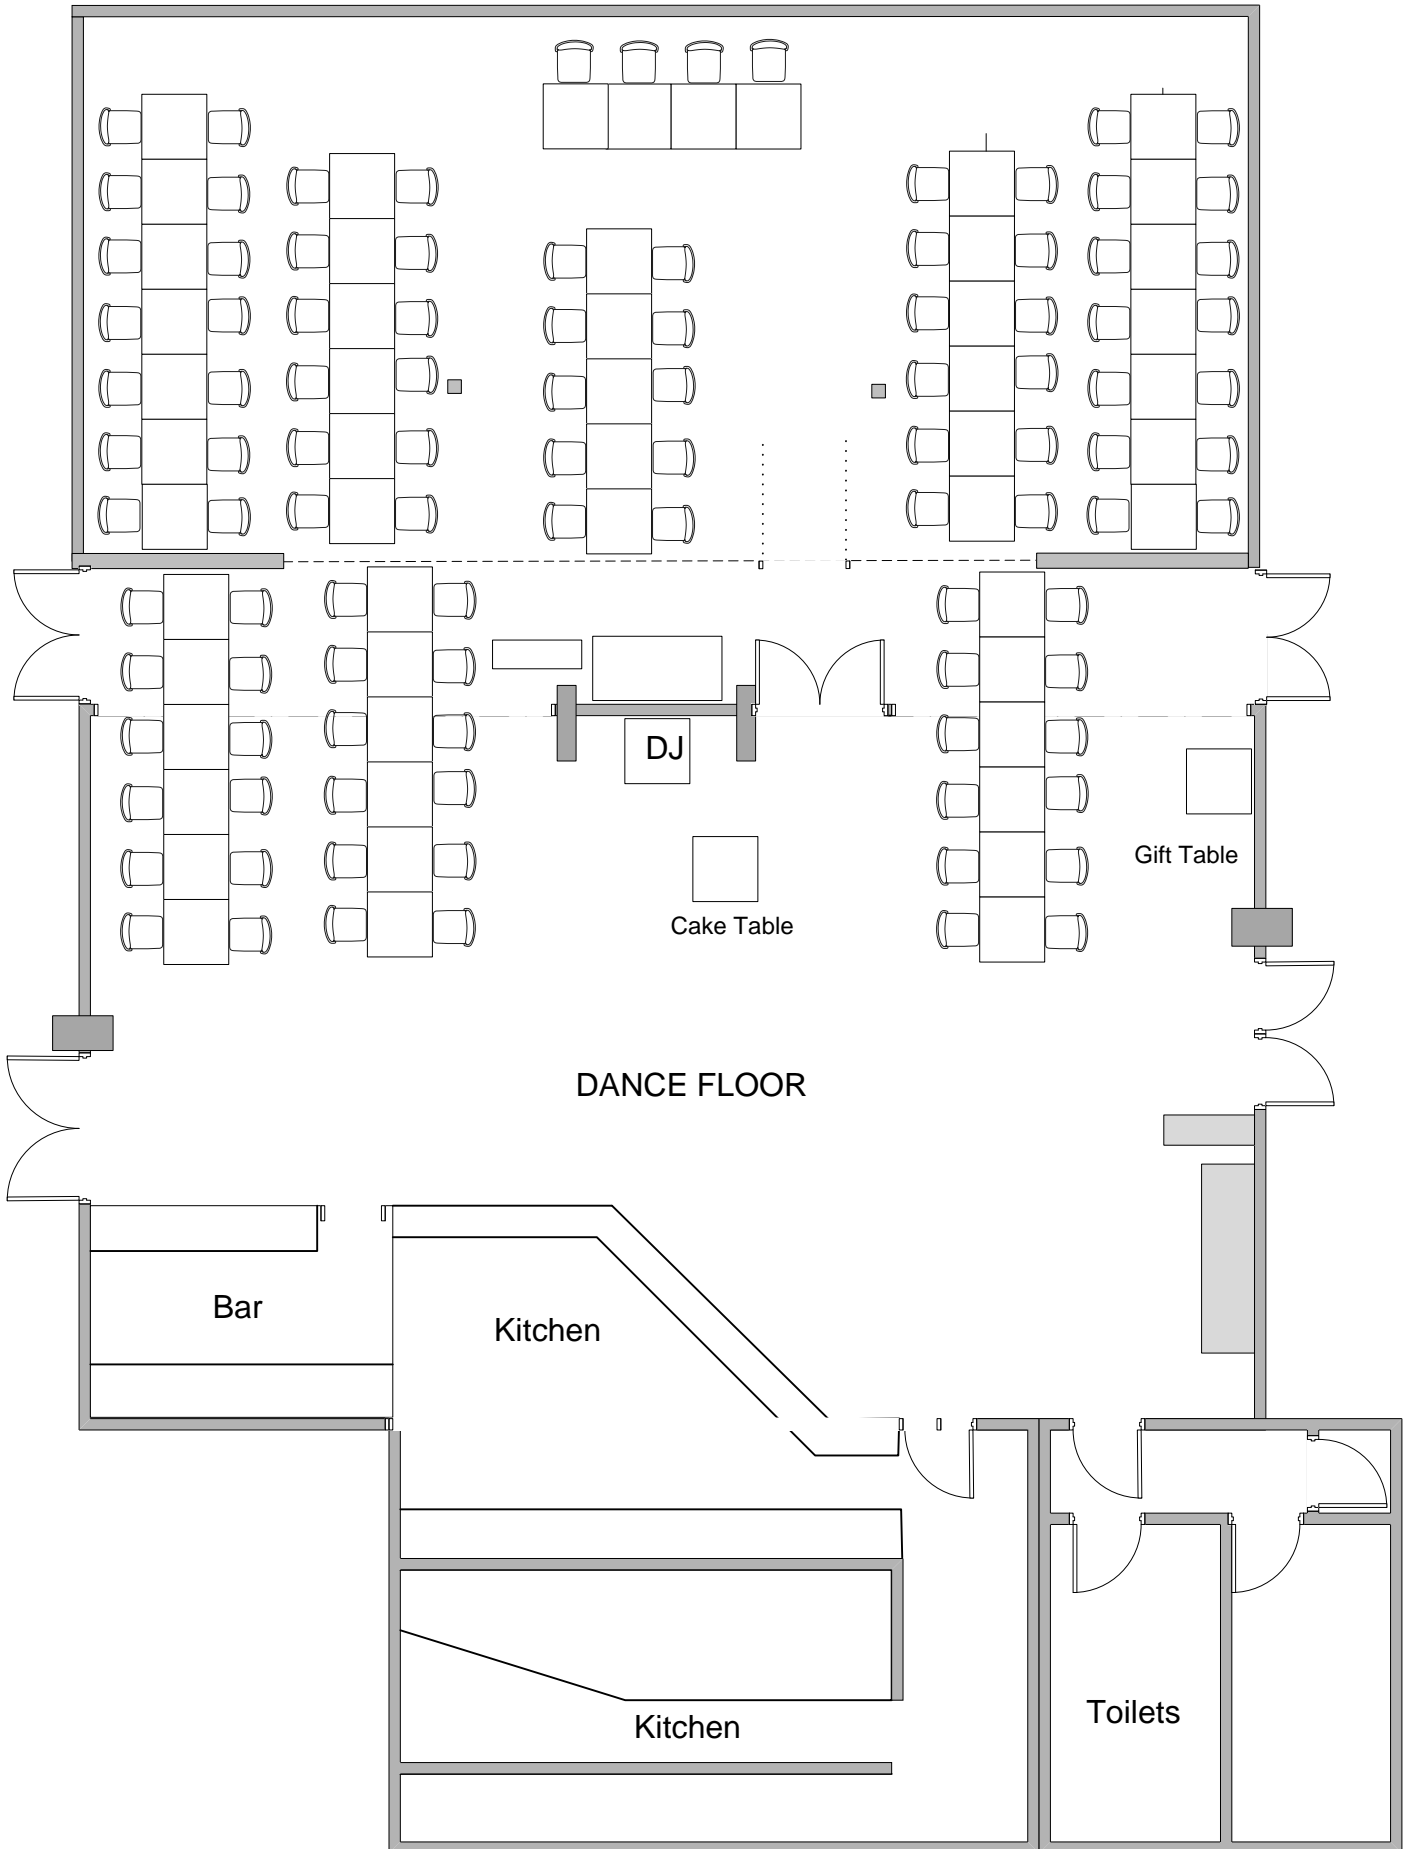 DJ
Gift Table
Cake Table
DANCE FLOOR
Bar
Kitchen
Toilets
Kitchen